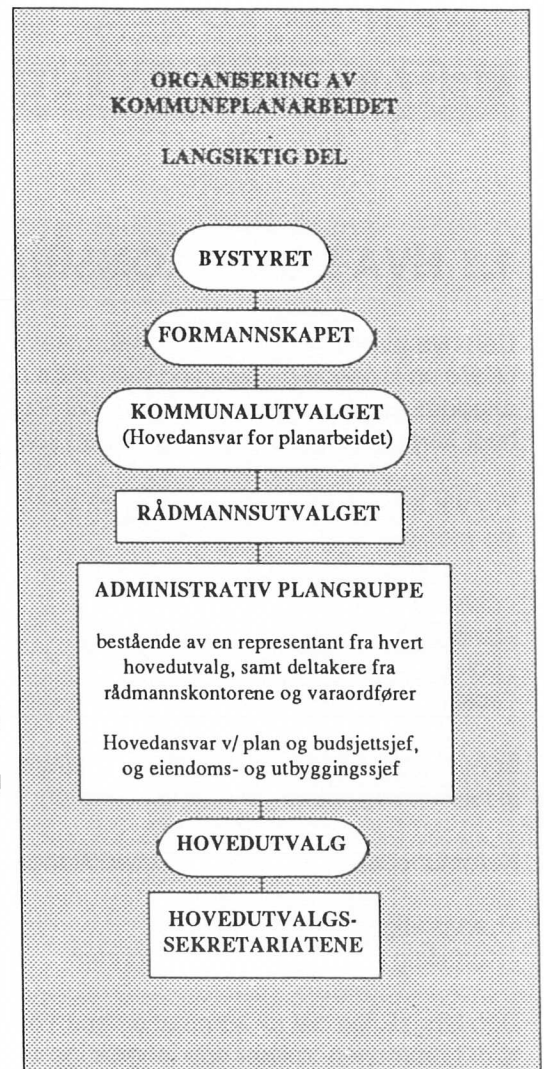 ORGANISERING AV
KOMMUNEPLANARBEIDET
-
LANGSIKTIG DEL
BYSTYRET
FORMANNSKAPET
KOMMUNALUTVALGET
(Hovedansvar for planarbeidet)
RÅDMANNSUTVALGET
ADMINISTRATIV PLANGRUPPE
bestående av en representant fra hvert
hovedutvalg, samt deltakere fra
rådmannskontorene og varaordfører
Hovedansvar v/ plan og budsjettsjef,
og eiendoms- og utbyggingssjef
HOVEDUTVALG
HOVEDUTVALGS-
SEKRETARIATENE